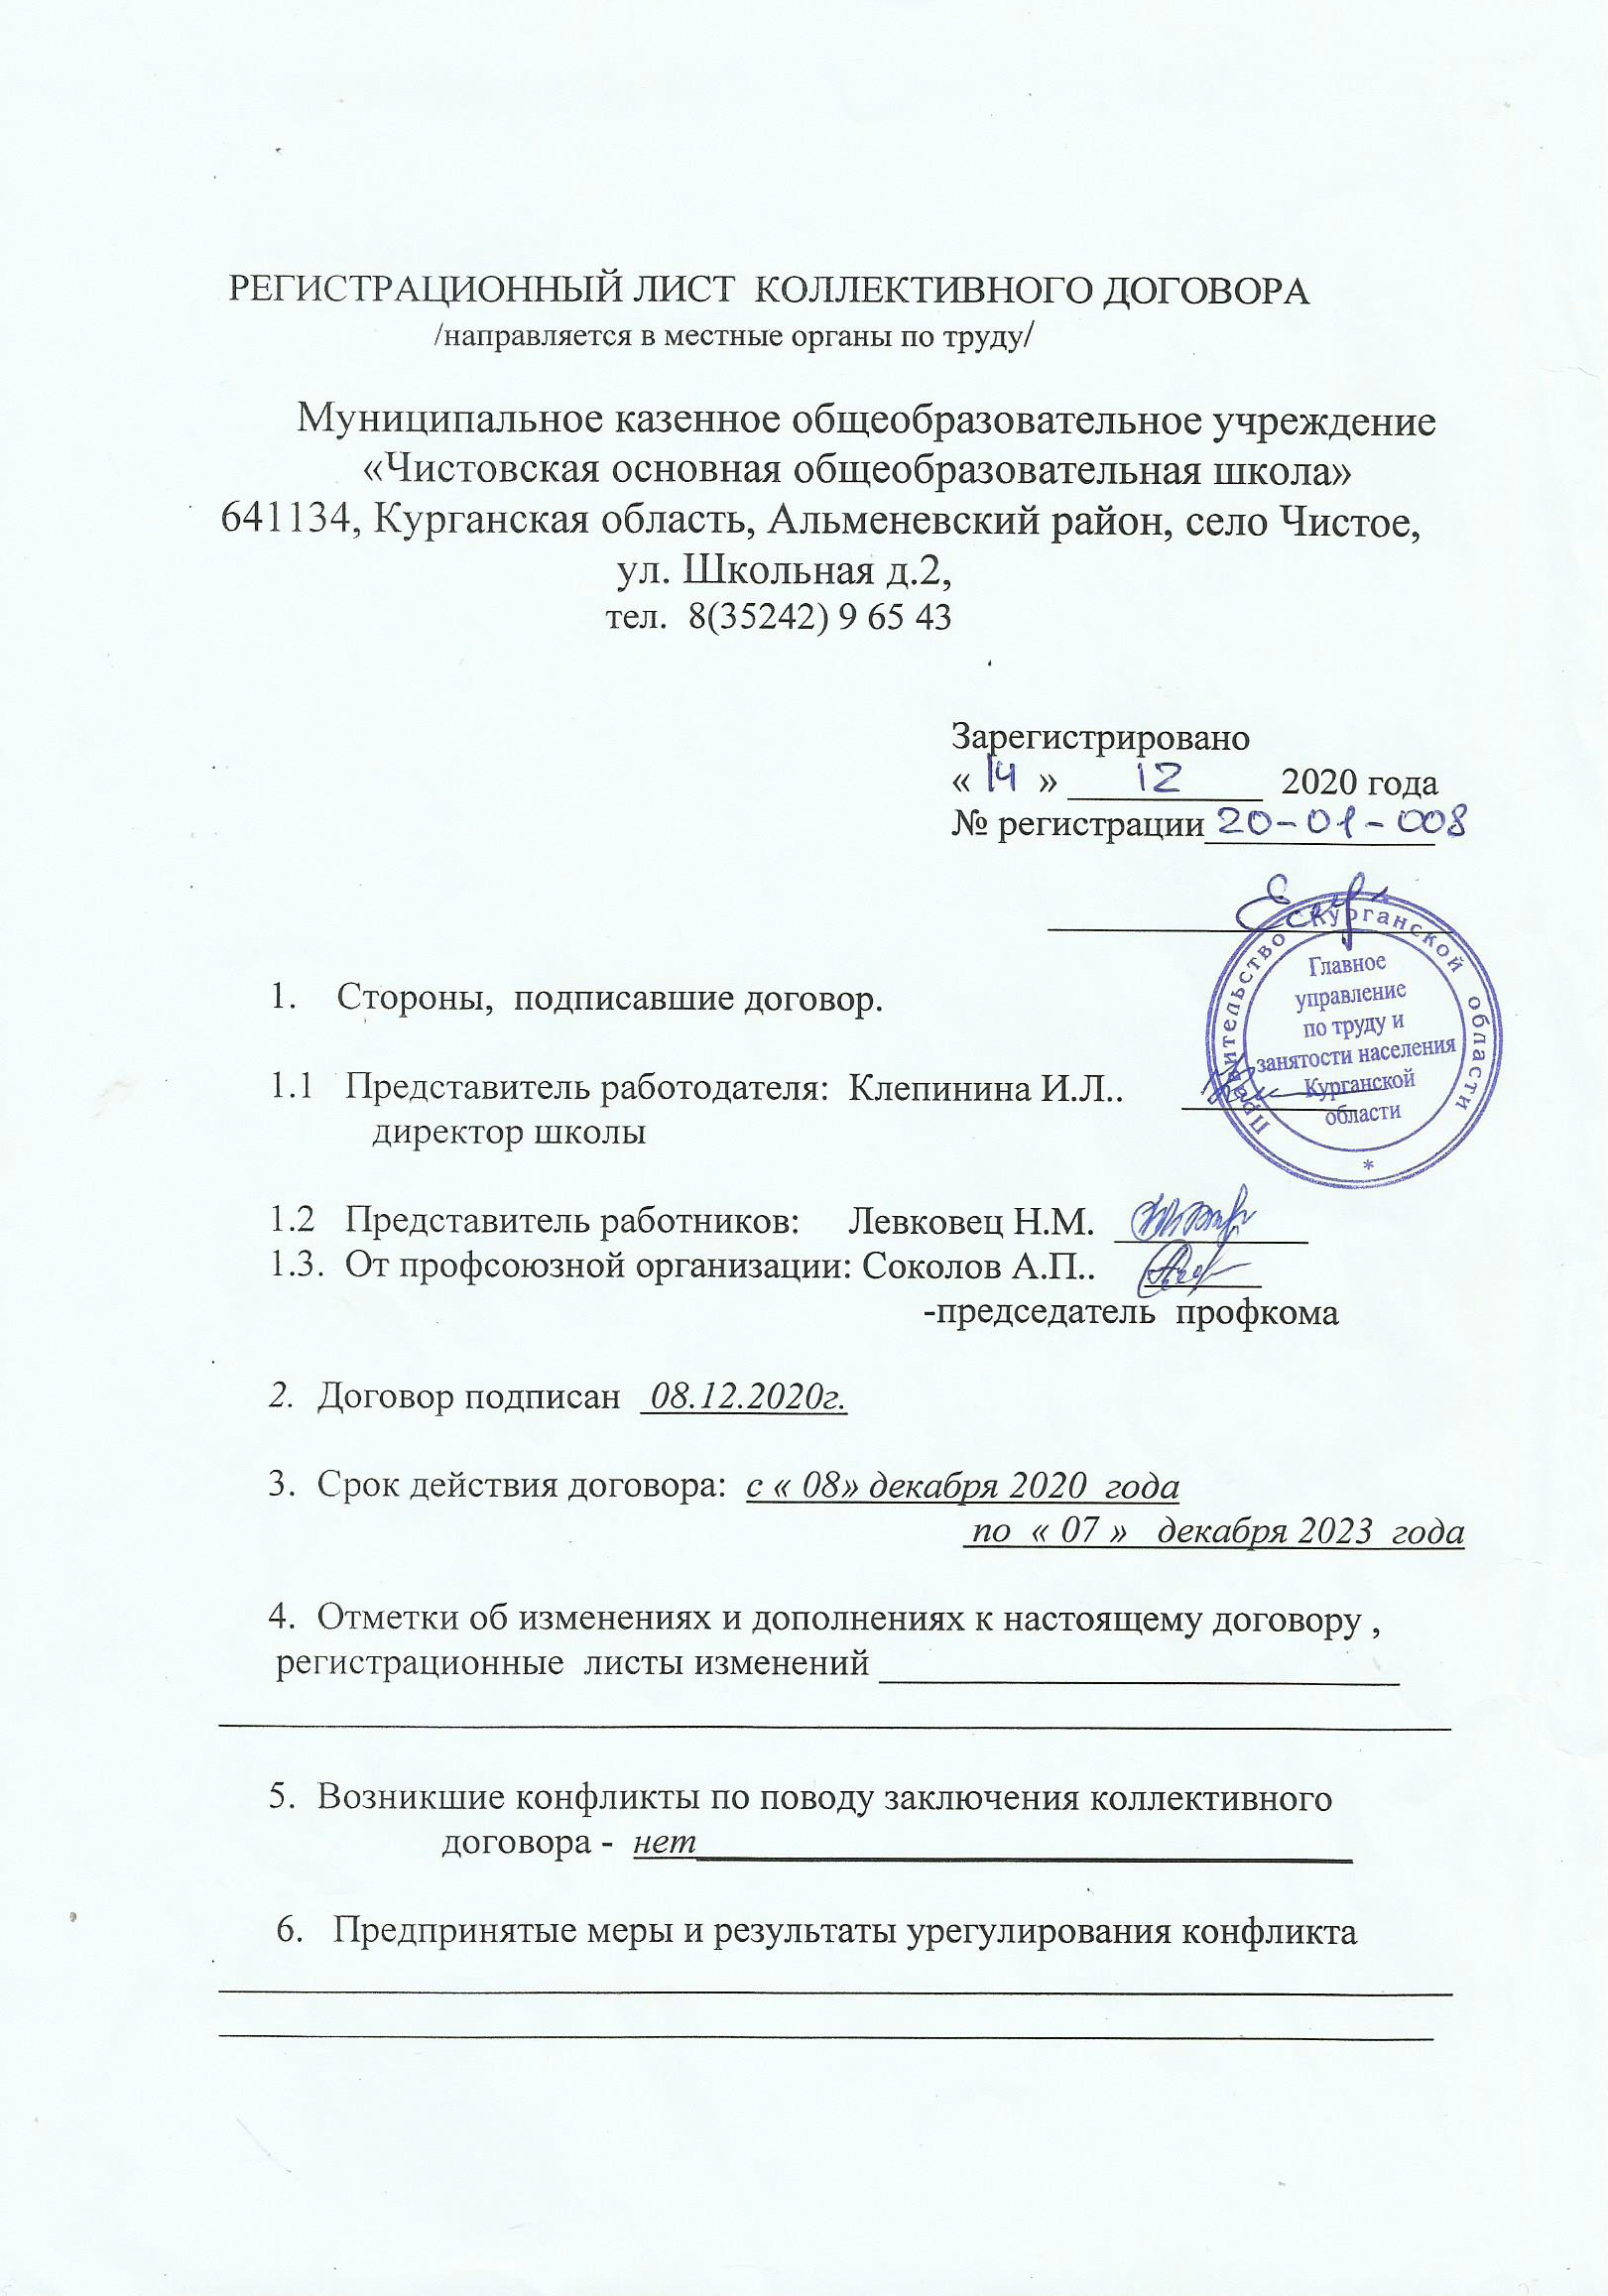 РЕГИСТРАЦИОННЫЙ ЛИСТ КОЛЛЕКТИВНОГО ДОГОВОРА
/направляется в местные органы по труду/
Муниципальное казенное общеобразовательное учреждение
«Чистовская основная общеобразовательная школа»
641134, Курганская область, Альменевский район, село Чистое,
ул. Школьная д.2,
тел. 8(35242) 9 65 43
Зарегистрировано
« 14 » 12 2020 года
№ регистрации 20-01-008
Правительство Курганской области
Главное
управление
по труду и
занятости населения
Курганской
области
*
1. Стороны, подписавшие договор.
1.1 Представитель работодателя: Клепинина И.Л..
директор школы
1.2 Представитель работников: Левковец Н.М.
1.3. От профсоюзной организации: Соколов А.П..
-председатель профкома
2. Договор подписан 08.12.2020г.
3. Срок действия договора: с « 08» декабря 2020 года
по « 07 » декабря 2023 года
4. Отметки об изменениях и дополнениях к настоящему договору ,
регистрационные листы изменений
5. Возникшие конфликты по поводу заключения коллективного
договора - нет
6. Предпринятые меры и результаты урегулирования конфликта